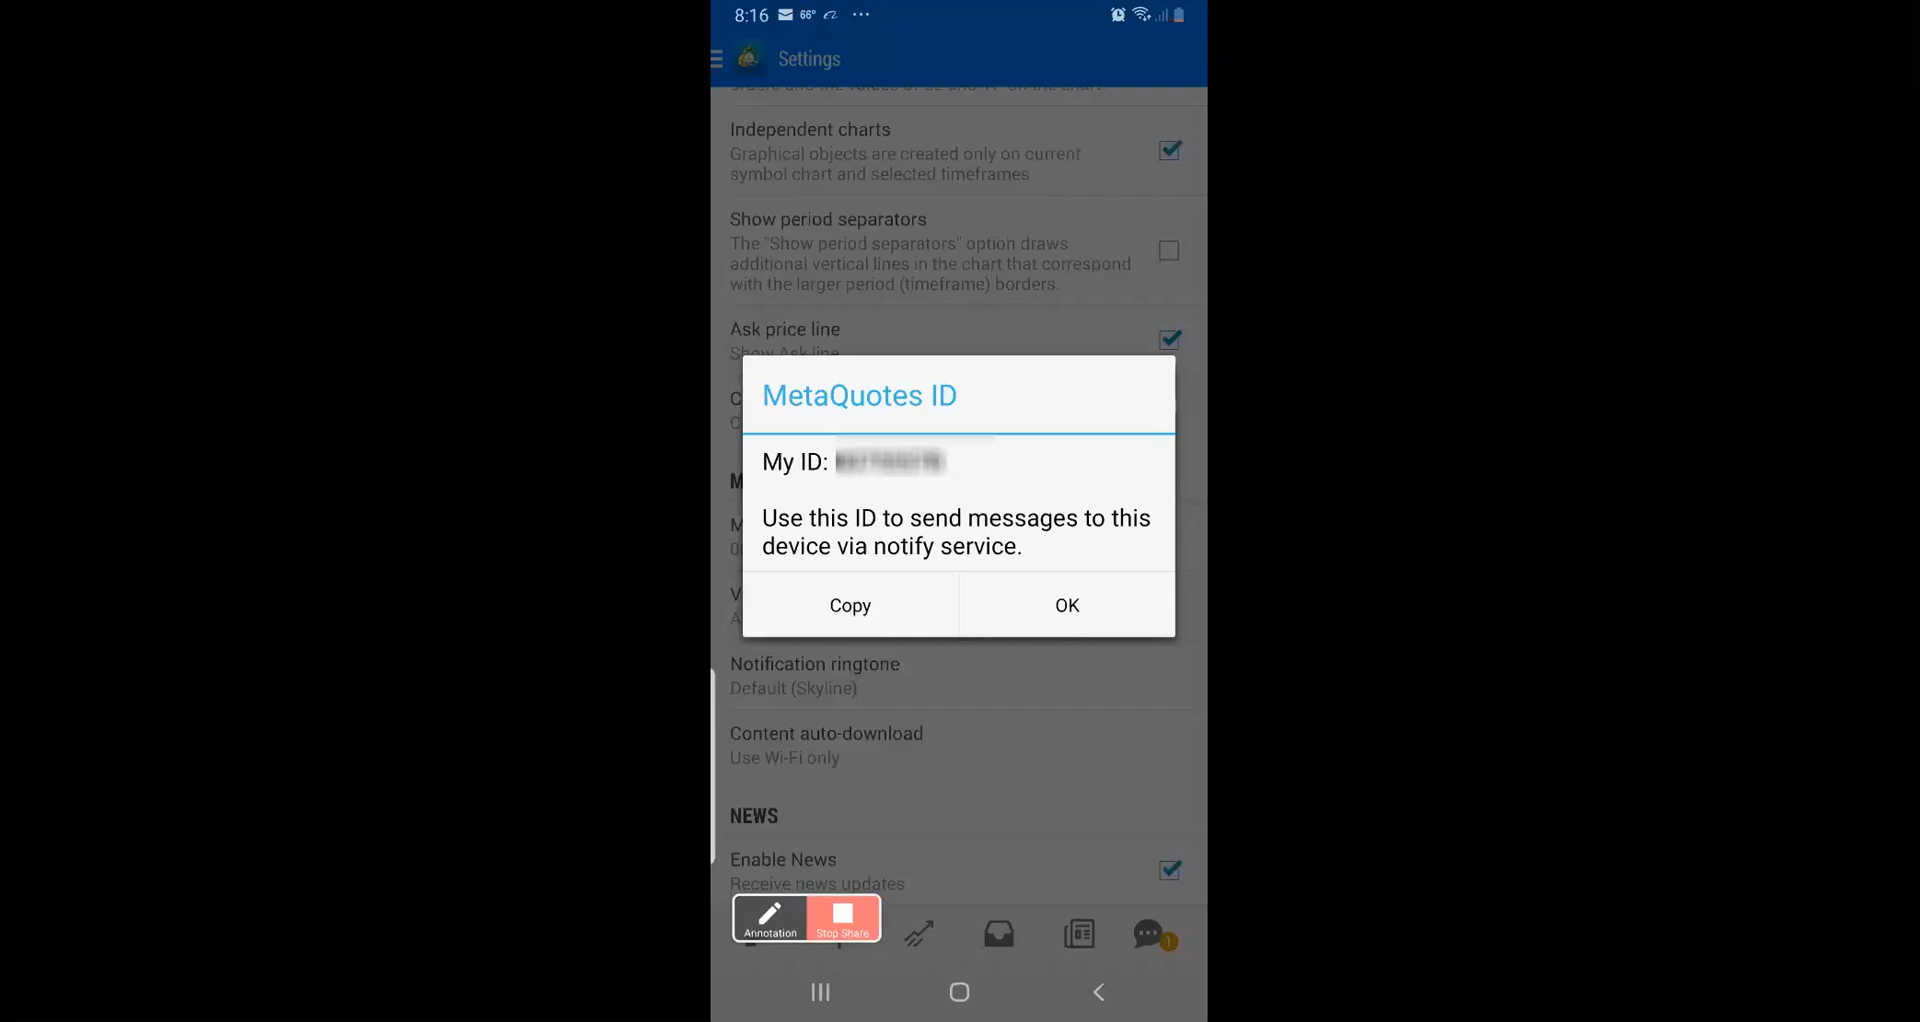 8:16 66° ...
Settings
Independent charts
Graphical objects are created only on current
symbol chart and selected timeframes
Show period separators
The "Show period separators" option draws
additional vertical lines in the chart that correspond
with the larger period (timeframe) borders.
Ask price line
Show Ask line
MetaQuotes ID
My ID:
Use this ID to send messages to this
device via notify service.
Copy OK
Notification ringtone
Default (Skyline)
Content auto-download
Use Wi-Fi only
NEWS
Enable News
Receive news updates
Annotation Stop Share
1